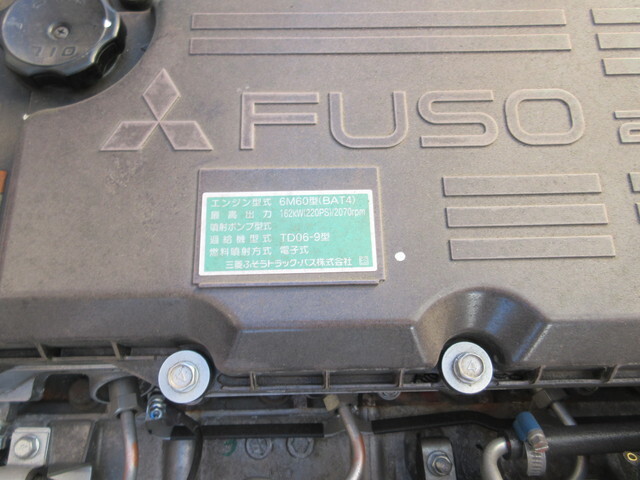 OIL
FUSO
エンジン型式 6M60型(BAT4)
最高出力 162kW(220PS)/2070rpm
噴射ポンプ型式
過給機型式 TD06-9型
燃料噴射方式 電子式
三菱ふそうトラック・バス株式会社